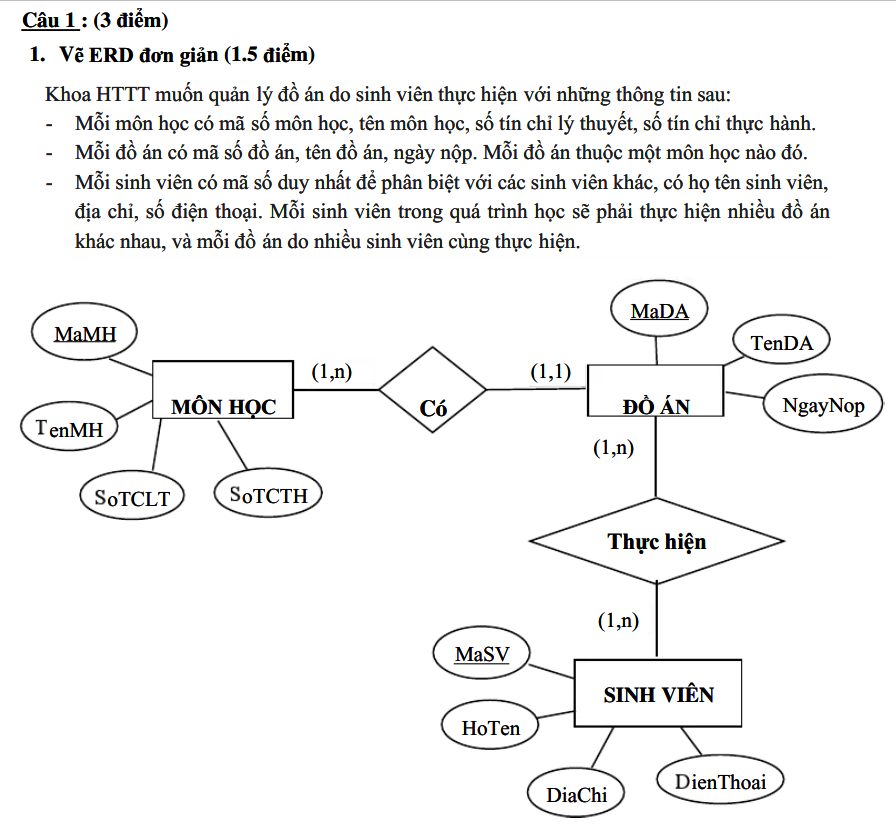 Câu 1 : (3 điểm)
1. Vẽ ERD đơn giản (1.5 điểm)
Khoa HTTT muốn quản lý đồ án do sinh viên thực hiện với những thông tin sau:
- Mỗi môn học có mã số môn học, tên môn học, số tín chỉ lý thuyết, số tín chỉ thực hành.
- Mỗi đồ án có mã số đồ án, tên đồ án, ngày nộp. Mỗi đồ án thuộc một môn học nào đó.
- Mỗi sinh viên có mã số duy nhất để phân biệt với các sinh viên khác, có họ tên sinh viên,
địa chỉ, số điện thoại. Mỗi sinh viên trong quá trình học sẽ phải thực hiện nhiều đồ án
khác nhau, và mỗi đồ án do nhiều sinh viên cùng thực hiện.
MaMH
TenMH
SoTCLT
SoTCTH
MÔN HỌC
(1,n)
Có
(1,1)
MaDA
TenDA
NgayNop
ĐỒ ÁN
(1,n)
Thực hiện
(1,n)
MaSV
HoTen
SINH VIÊN
DiaChi
DienThoai